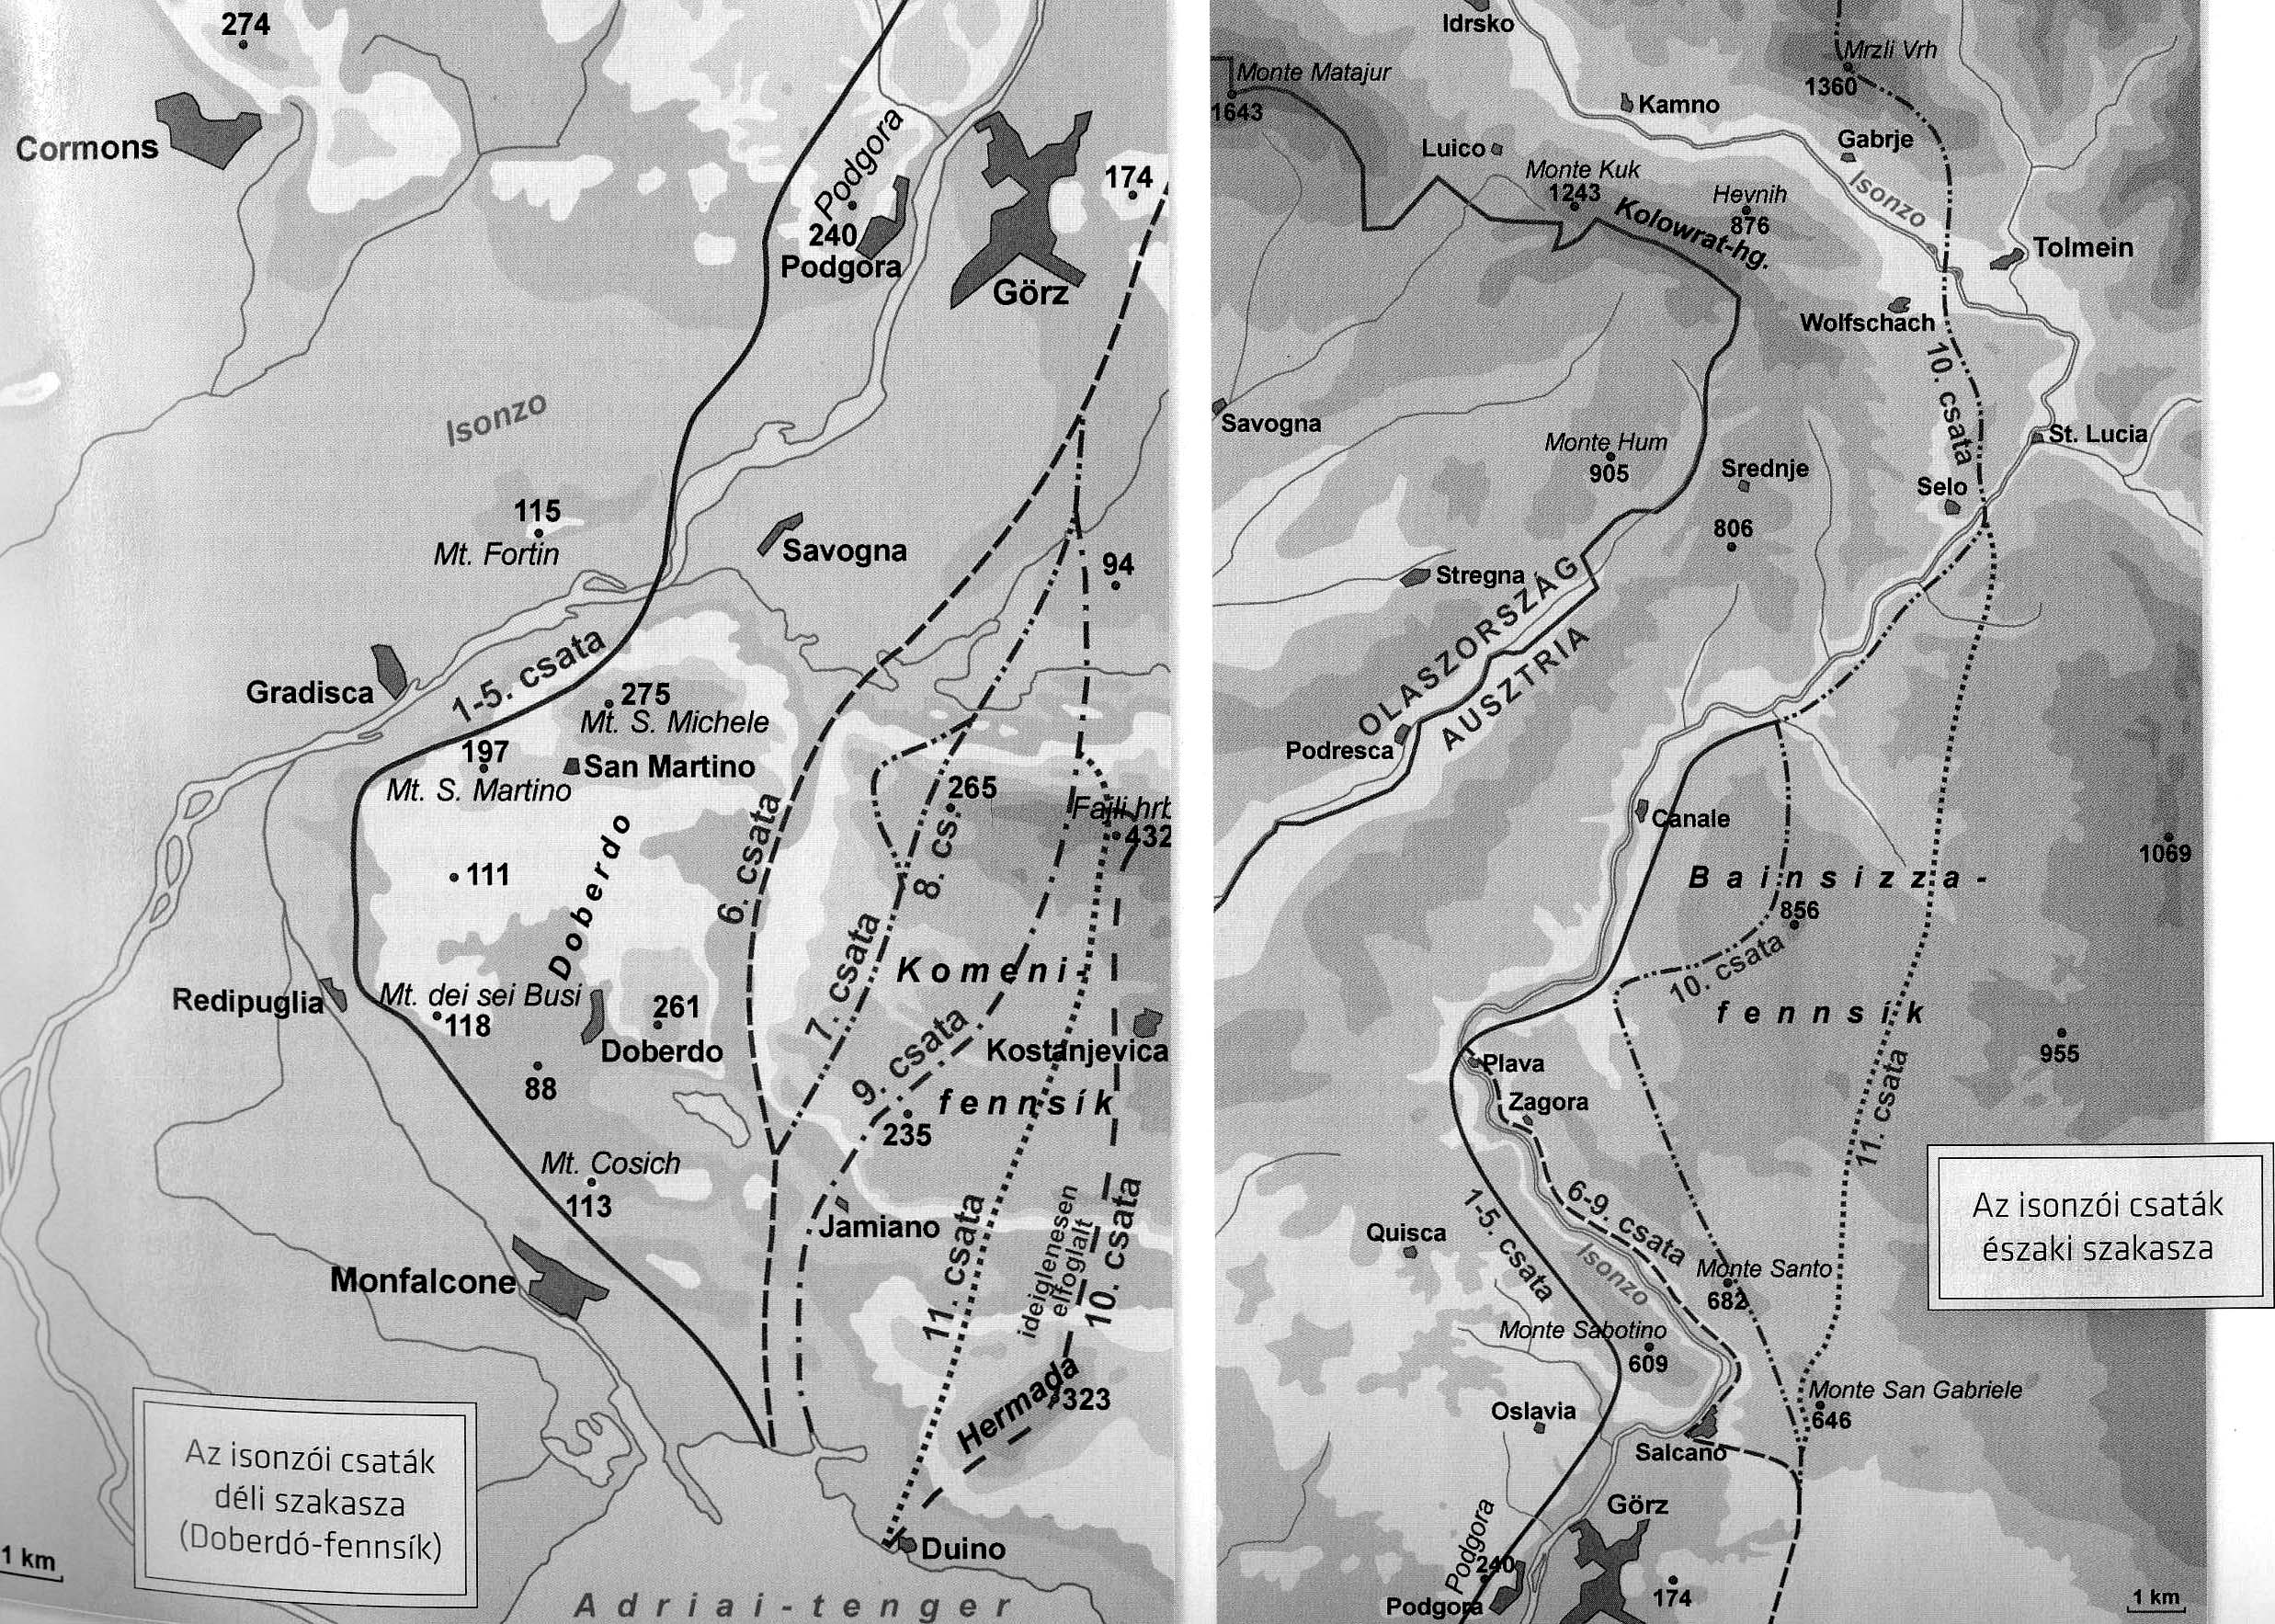 274
Cormons
Podgora
240
Podgora
174
Görz
Isonzo
115
Mt. Fortin
Savogna
94
1-5. csata
Gradisca
275
Mt. S. Michele
197
San Martino
Mt. S. Martino
265
Fajli hrb
432
6. csata
8. cs.
111
Doberdo
7. csata
Komeni-
Mt. dei sei Busi
Redipuglia
118
261
9. csata
Doberdo
Kostanjevica
88
fennsík
235
Mt. Cosich
113
Jamiano
11. csata
ideiglenesen
elfoglalt
10. csata
Monfalcone
Hermada
323
Az isonzói csaták
déli szakasza
(Doberdó-fennsík)
1 km
Duino
Adriai-tenger
Idrsko
Mrzli Vrh
1360
Monte Matajur
1643
Kamno
Gabrje
Luico
Monte Kuk
1243
Isonzo
Hevnih
876
Kolowrat-hg.
Tolmein
Wolfschach
10. csata
Savogna
Monte Hum
905
St. Lucia
Srednje
Selo
806
Stregna
OLASZORSZÁG
AUSZTRIA
Podresca
Canale
1069
Bainsizza-
856
10. csata
fennsík
955
Plava
Zagora
11. csata
6-9. csata
1-5. csata
Quisca
Isonzo
Monte Santo
682
Az isonzói csaták
északi szakasza
Monte Sabotino
609
Monte San Gabriele
646
Oslavia
Salcano
Görz
Podgora
240
Podgora
174
1 km